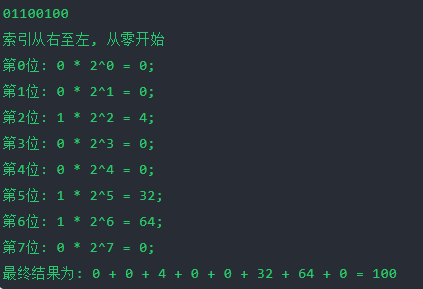 01100100
索引从右至左, 从零开始
第0位: 0 * 2^0 = 0;
第1位: 0 * 2^1 = 0;
第2位: 1 * 2^2 = 4;
第3位: 0 * 2^3 = 0;
第4位: 0 * 2^4 = 0;
第5位: 1 * 2^5 = 32;
第6位: 1 * 2^6 = 64;
第7位: 0 * 2^7 = 0;
最终结果为: 0 + 0 + 4 + 0 + 0 + 32 + 64 + 0 = 100